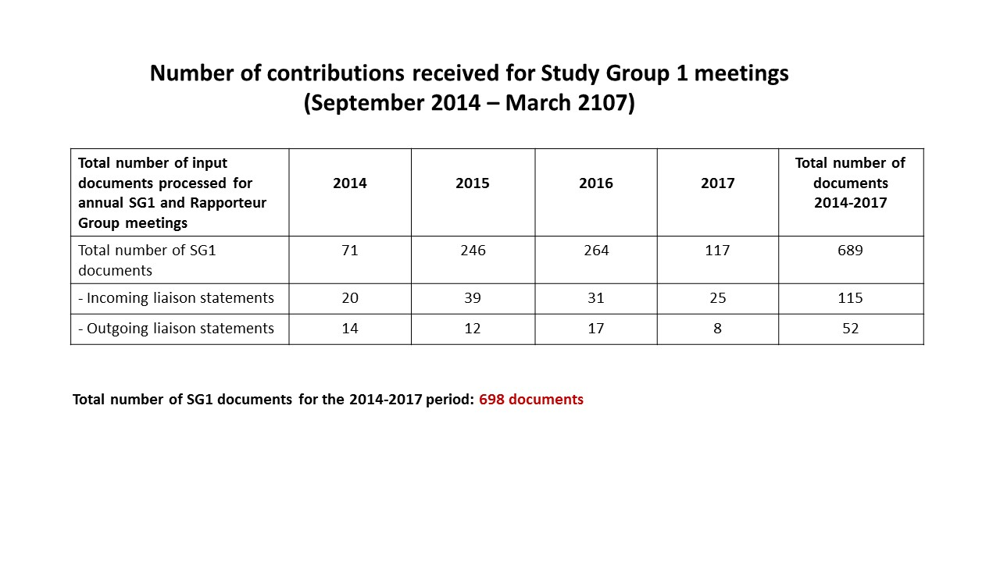 Number of contributions received for Study Group 1 meetings
(September 2014 – March 2107)
Total number of input
documents processed for
annual SG1 and Rapporteur
Group meetings
2014
2015
2016
2017
Total number of
documents
2014-2017
Total number of SG1
documents
71
246
264
117
689
- Incoming liaison statements
20
39
31
25
115
- Outgoing liaison statements
14
12
17
8
52
Total number of SG1 documents for the 2014-2017 period: 698 documents